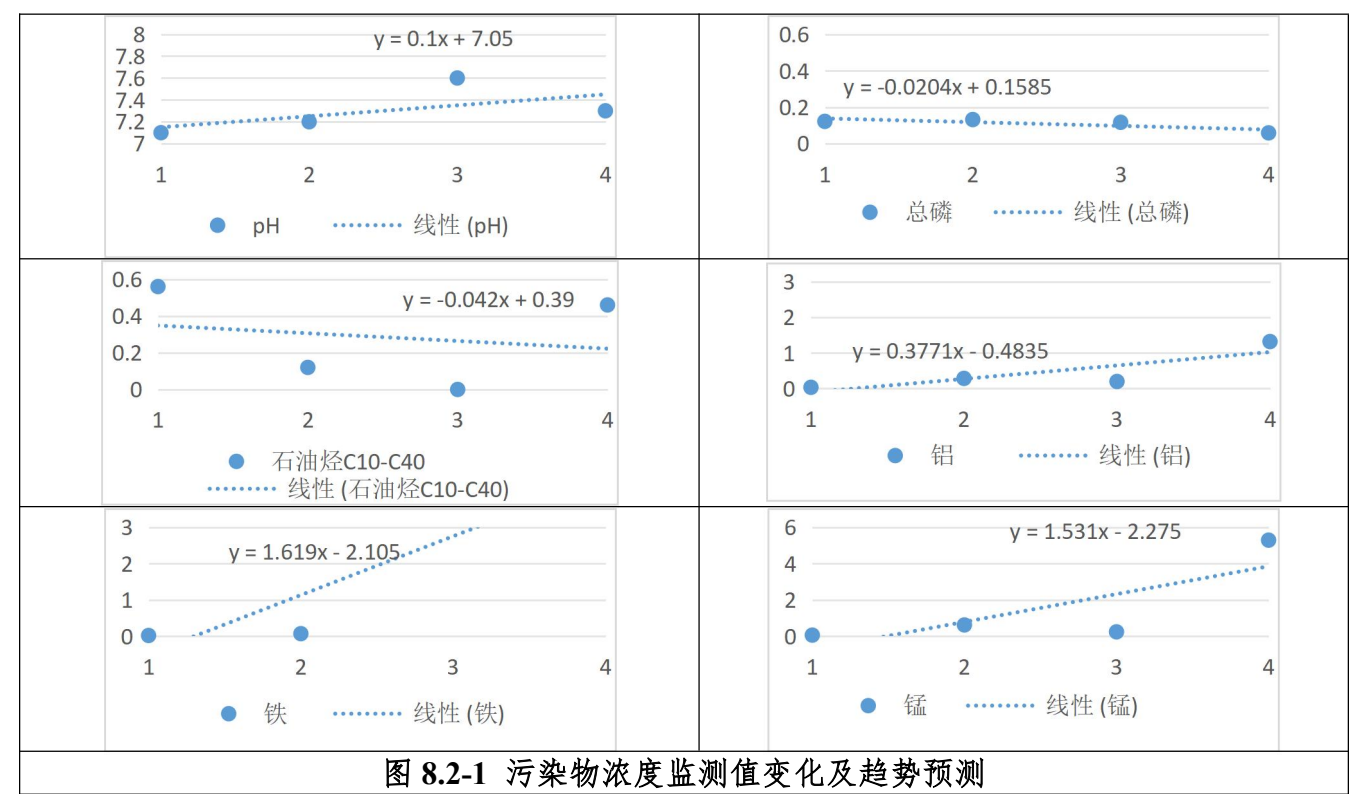 8
7.8
7.6
7.4
7.2
7
y = 0.1x + 7.05
1 2 3 4
pH 线性 (pH)
0.6
0.4
0.2
0
y = -0.0204x + 0.1585
1 2 3 4
总磷 线性 (总磷)
0.6
0.4
0.2
0
y = -0.042x + 0.39
1 2 3 4
石油烃C10-C40
线性 (石油烃C10-C40)
3
2
1
0
y = 0.3771x - 0.4835
1 2 3 4
铝 线性 (铝)
3
2
1
0
y = 1.619x - 2.105
1 2 3 4
铁 线性 (铁)
6
4
2
0
y = 1.531x - 2.275
1 2 3 4
锰 线性 (锰)
图 8.2-1 污染物浓度监测值变化及趋势预测